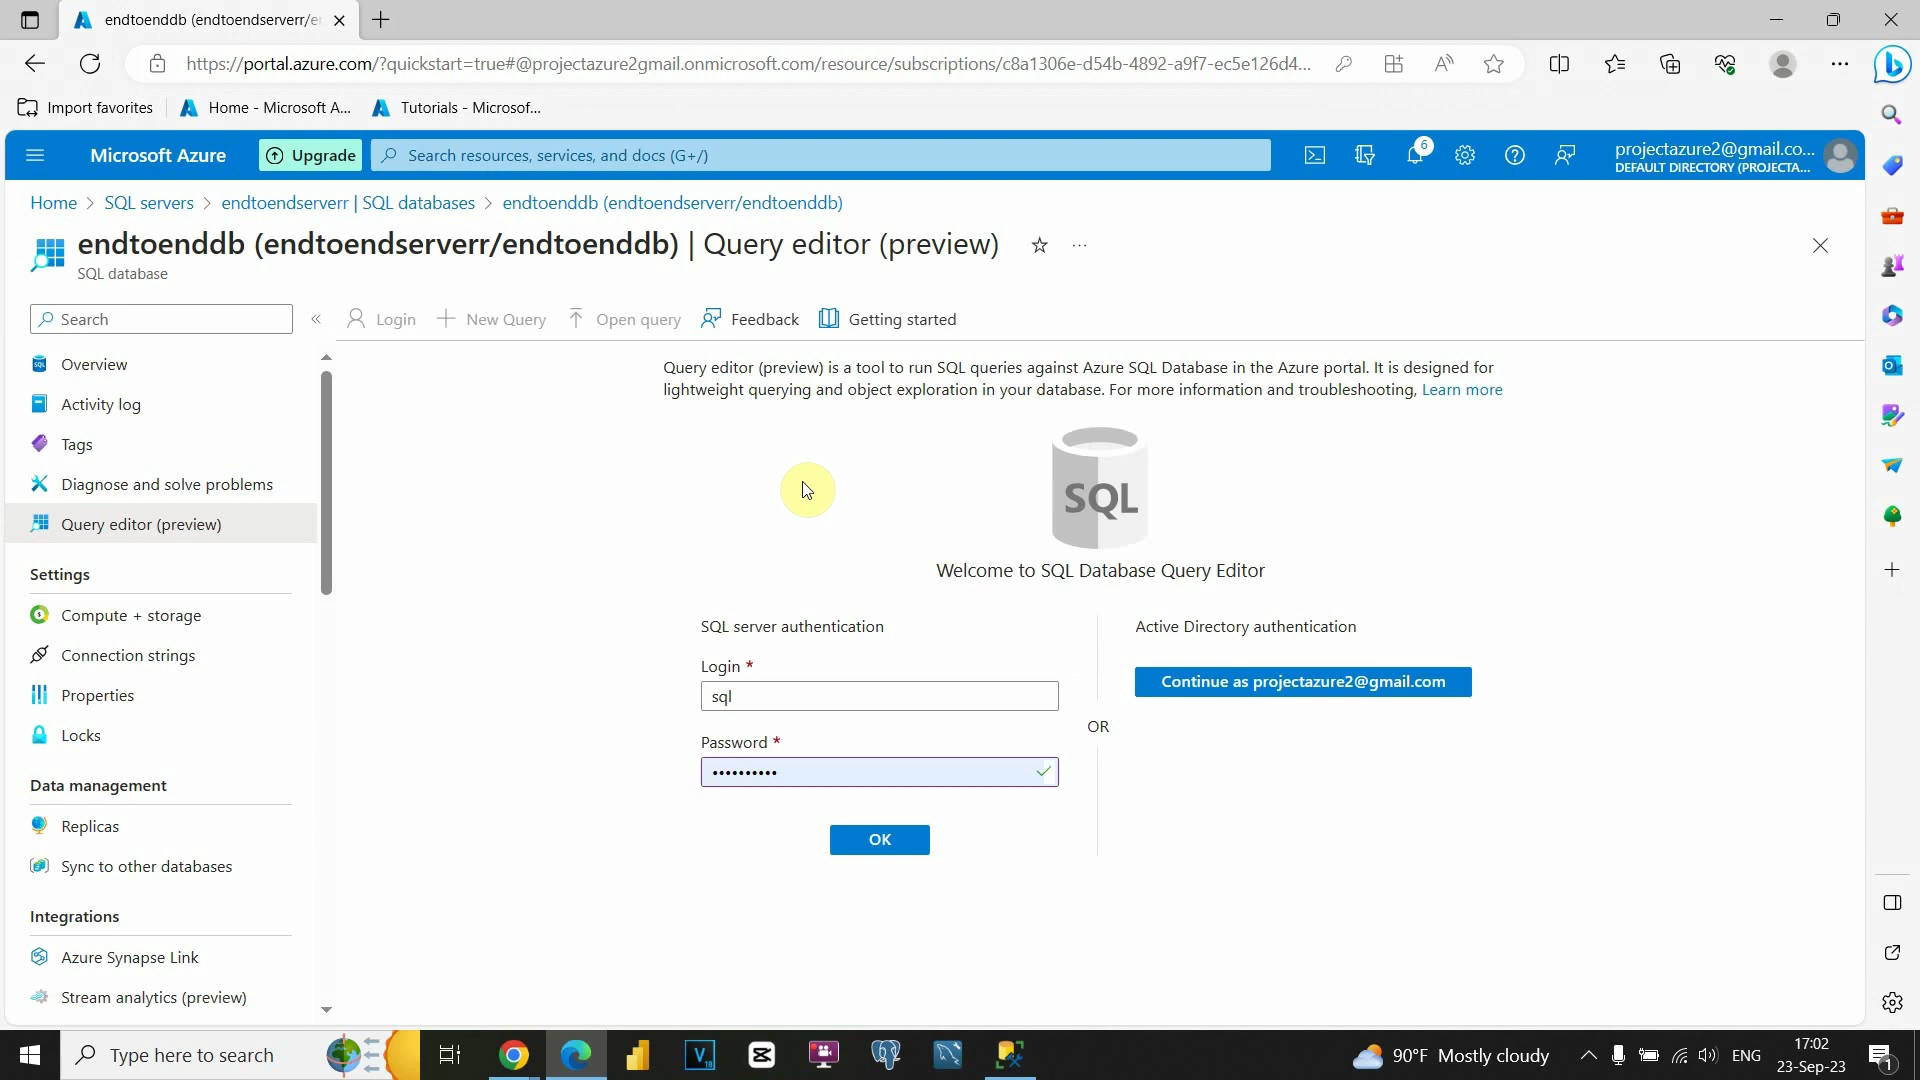 endtoenddb (endtoendserverr/e
https://portal.azure.com/?quickstart=true#@projectazure2gmail.onmicrosoft.com/resource/subscriptions/c8a1306e-d54b-4892-a9f7-ec5e126d4...
Import favorites
Home - Microsoft A...
Tutorials - Microsof...
Microsoft Azure
Upgrade
Search resources, services, and docs (G+/)
6
projectazure2@gmail.co...
DEFAULT DIRECTORY (PROJECTA...
Home > SQL servers > endtoendserverr | SQL databases > endtoenddb (endtoendserverr/endtoenddb)
endtoenddb (endtoendserverr/endtoenddb) | Query editor (preview)
SQL database
Search
Login
New Query
Open query
Feedback
Getting started
Overview
Activity log
Tags
Diagnose and solve problems
Query editor (preview)
Settings
Compute + storage
Connection strings
Properties
Locks
Data management
Replicas
Sync to other databases
Integrations
Azure Synapse Link
Stream analytics (preview)
Query editor (preview) is a tool to run SQL queries against Azure SQL Database in the Azure portal. It is designed for
lightweight querying and object exploration in your database. For more information and troubleshooting, Learn more
SQL
Welcome to SQL Database Query Editor
SQL server authentication
Login *
sql
Password *
••••••••••
OK
OR
Active Directory authentication
Continue as projectazure2@gmail.com
Type here to search
90°F Mostly cloudy
ENG
17:02
23-Sep-23
1